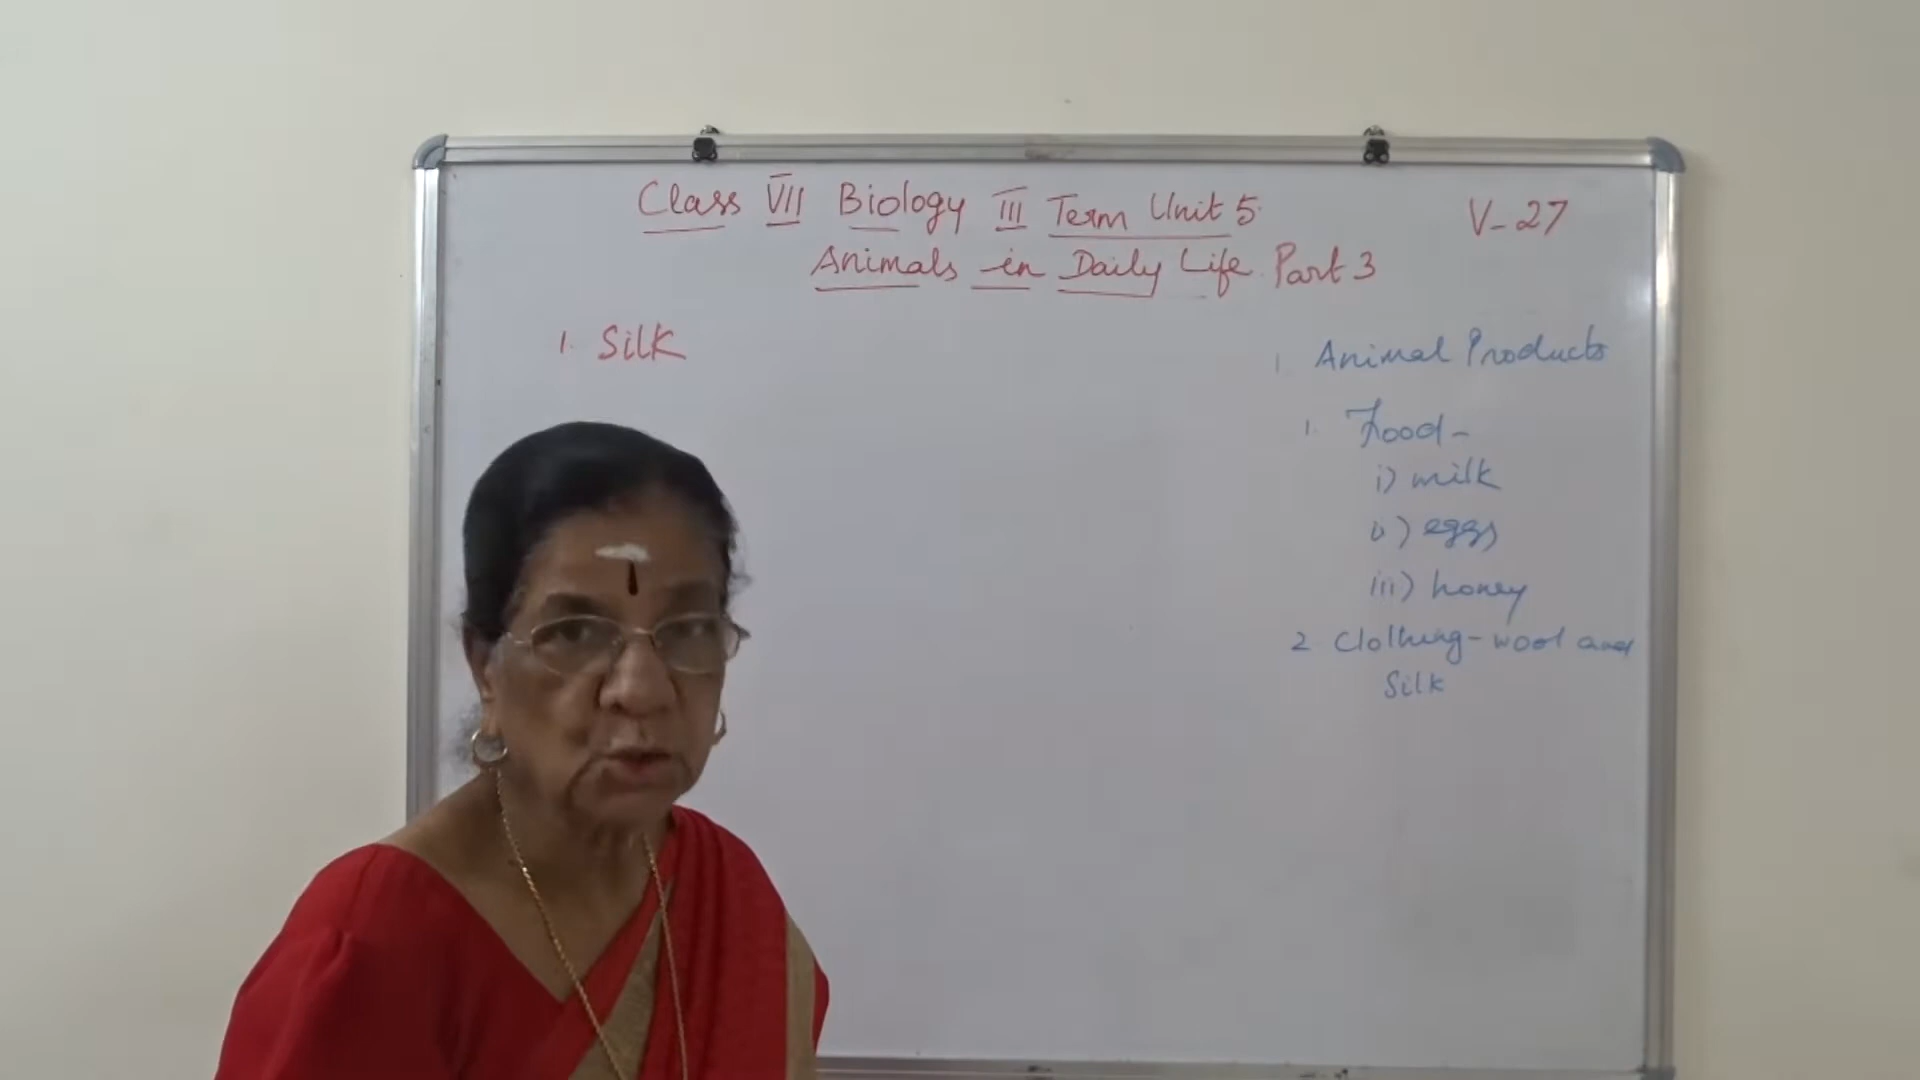 Class VII Biology III Term Unit 5
V-27
Animals in Daily Life. Part 3
1. Silk
1. Animal Products
1. Food-
i) milk
ii) eggs
iii) honey
2 Clothing-wool and
Silk